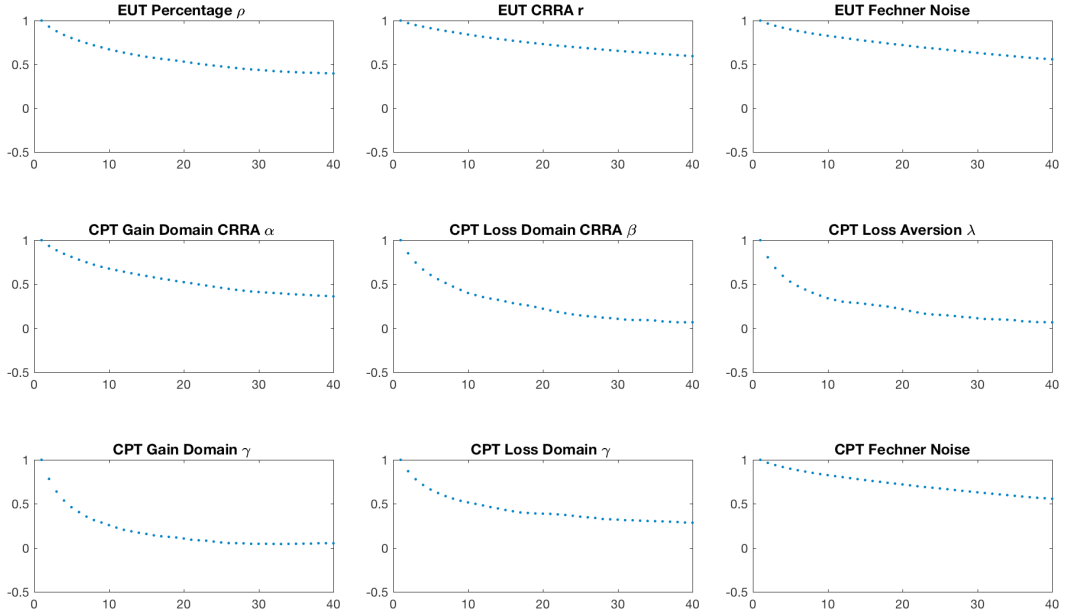 EUT Percentage ρ
1
0.5
0
-0.5
0 10 20 30 40
EUT CRRA r
1
0.5
0
-0.5
0 10 20 30 40
EUT Fechner Noise
1
0.5
0
-0.5
0 10 20 30 40
CPT Gain Domain CRRA α
1
0.5
0
-0.5
0 10 20 30 40
CPT Loss Domain CRRA β
1
0.5
0
-0.5
0 10 20 30 40
CPT Loss Aversion λ
1
0.5
0
-0.5
0 10 20 30 40
CPT Gain Domain γ
1
0.5
0
-0.5
0 10 20 30 40
CPT Loss Domain γ
1
0.5
0
-0.5
0 10 20 30 40
CPT Fechner Noise
1
0.5
0
-0.5
0 10 20 30 40